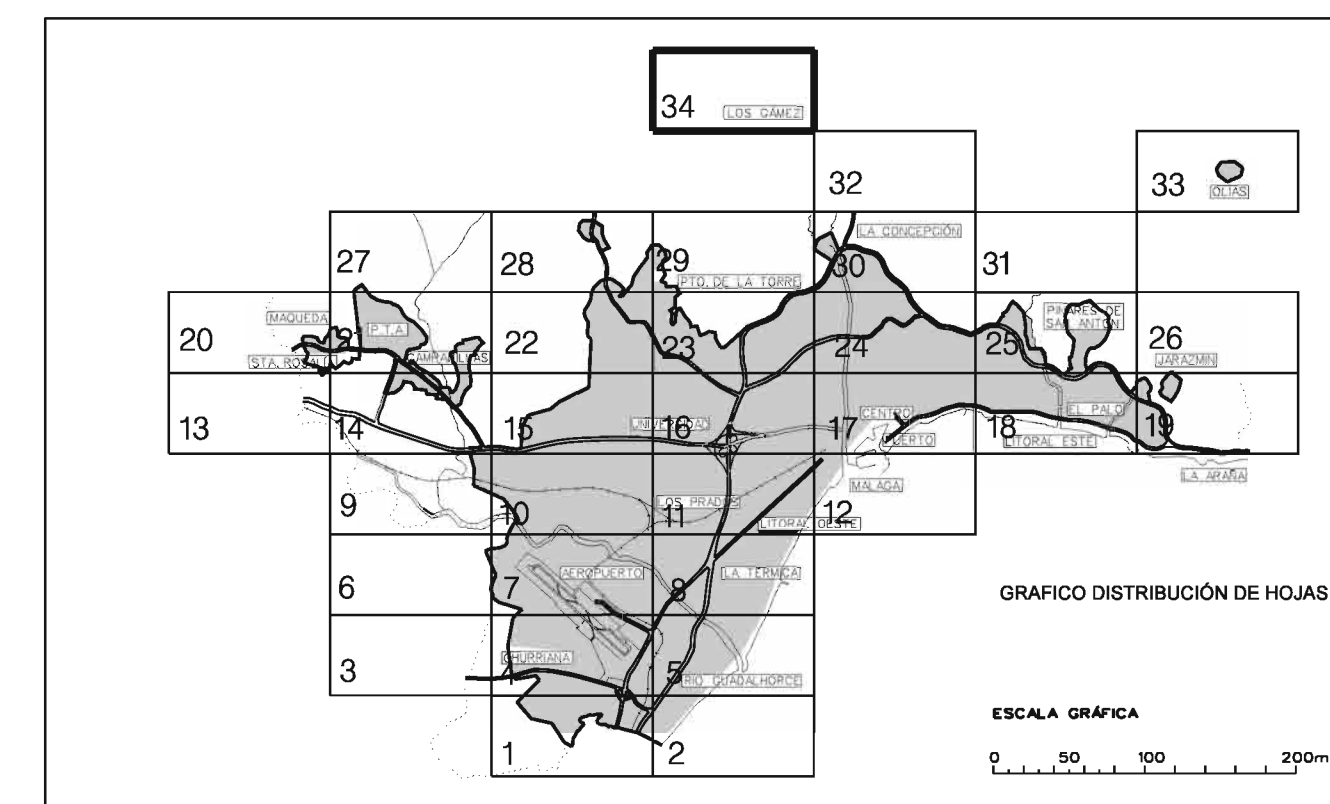 34 LOS GÁMEZ
32
33 OLIAS
LA CONCEPCIÓN
27
28
29
30
31
PTO. DE LA TORRE
20
MAQUEDA
21
P.T.A.
STA. ROSALÍA
CAMPANILLAS
22
23
24
25
PINARES DE
SAN ANTÓN
26
JARAZMIN
13
14
15
UNIVERSIDAD
16
17
CENTRO
PUERTO
18
EL PALO
LITORAL ESTE
19
LA ARAÑA
MALAGA
9
10
LOS PRADOS
11
LITORAL OESTE
12
6
7
AEROPUERTO
8
LA TERMICA
GRAFICO DISTRIBUCIÓN DE HOJAS
3
CHURRIANA
5
RIO GUADALHORCE
ESCALA GRÁFICA
0 50 100 200m
1
2